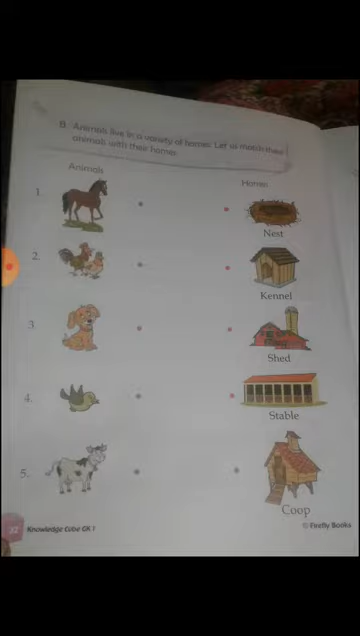 B. Animals live in a variety of homes. Let us match these
animals with their homes.
Animals
Homes
1.
Nest
2.
Kennel
3.
Shed
4.
Stable
5.
Coop
22 Knowledge Cube GK 1
© Firefly Books